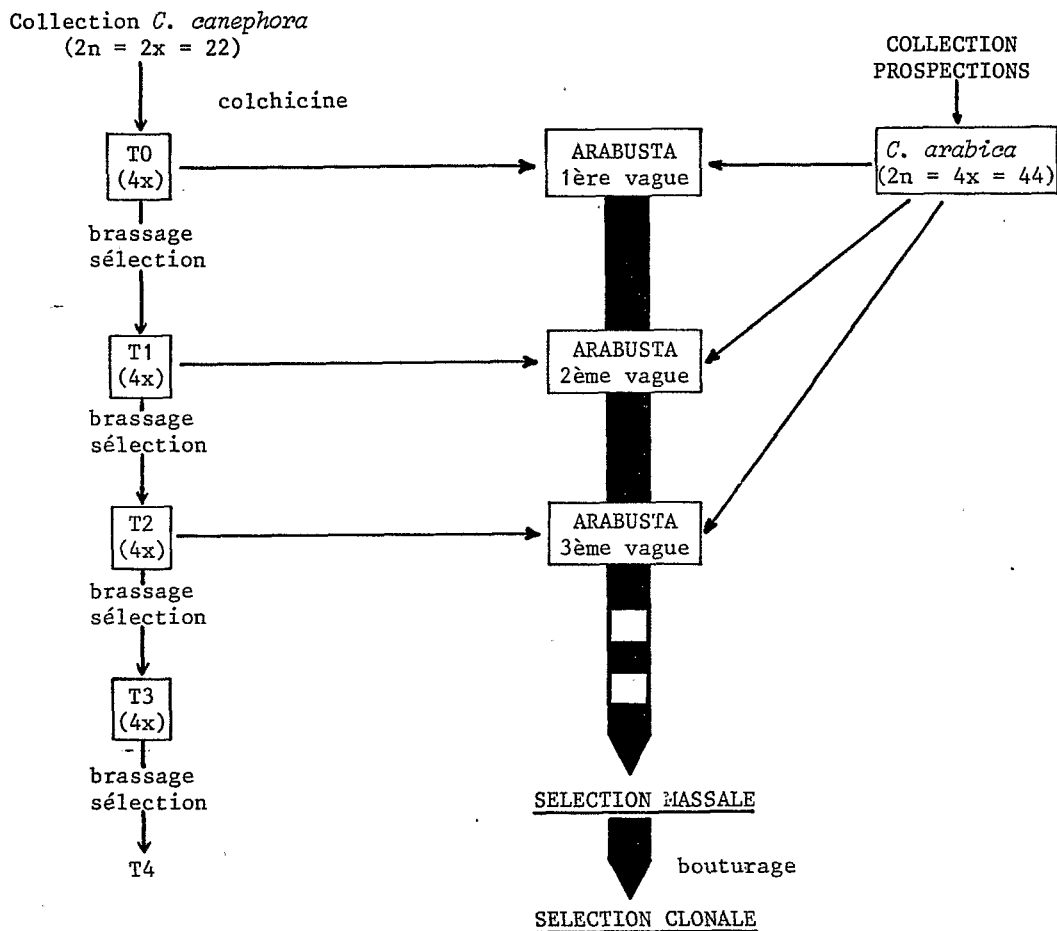 Collection C. canephora
(2n = 2x = 22)
COLLECTION
PROSPECTIONS
colchicine
T0
(4x)
ARABUSTA
1ère vague
C. arabica
(2n = 4x = 44)
brassage
sélection
T1
(4x)
ARABUSTA
2ème vague
brassage
sélection
T2
(4x)
ARABUSTA
3ème vague
brassage
sélection
T3
(4x)
brassage
sélection
SELECTION MASSALE
T4
bouturage
SELECTION CLONALE